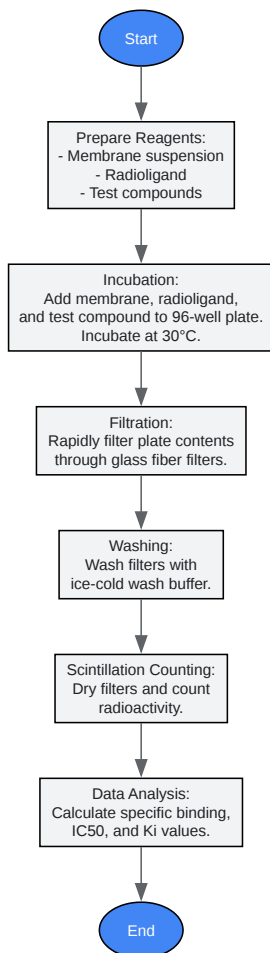 Start
Prepare Reagents:
- Membrane suspension
- Radioligand
- Test compounds
Incubation:
Add membrane, radioligand,
and test compound to 96-well plate.
Incubate at 30°C.
Filtration:
Rapidly filter plate contents
through glass fiber filters.
Washing:
Wash filters with
ice-cold wash buffer.
Scintillation Counting:
Dry filters and count
radioactivity.
Data Analysis:
Calculate specific binding,
IC50, and Ki values.
End